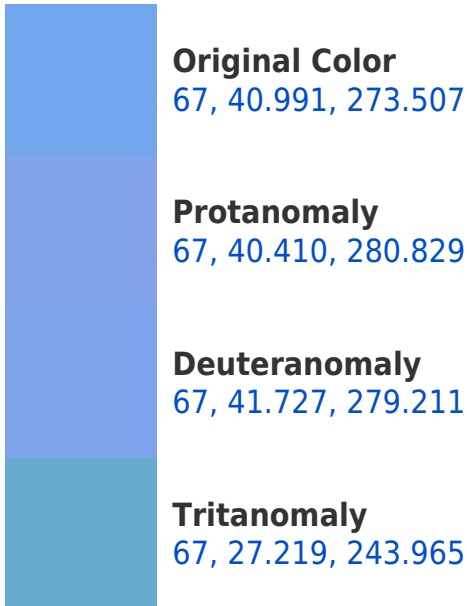 Original Color
67, 40.991, 273.507
Protanomaly
67, 40.410, 280.829
Deuteranomaly
67, 41.727, 279.211
Tritanomaly
67, 27.219, 243.965